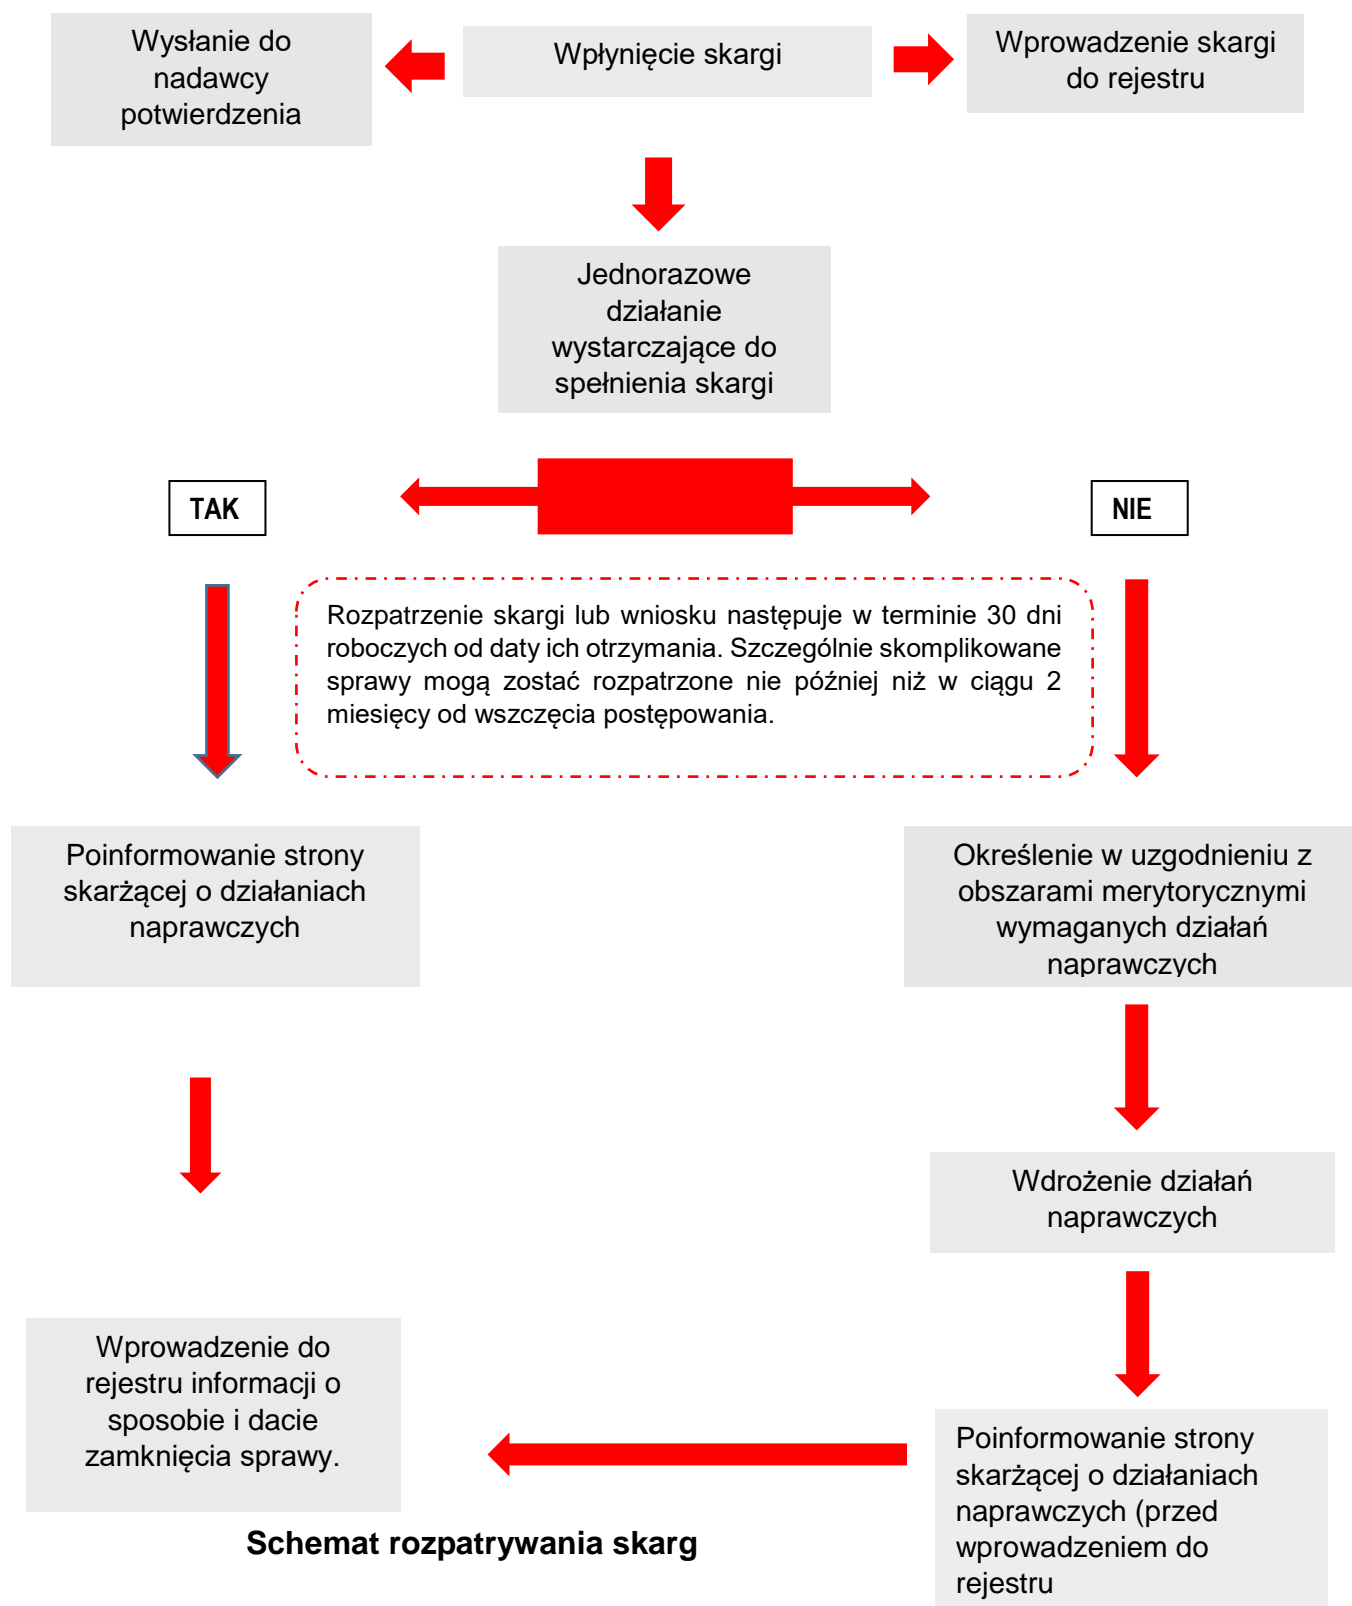 Wysłanie do
nadawcy
potwierdzenia
Wpłynięcie skargi
Wprowadzenie skargi
do rejestru
Jednorazowe
działanie
wystarczające do
spełnienia skargi
TAK
NIE
Rozpatrzenie skargi lub wniosku następuje w terminie 30 dni
roboczych od daty ich otrzymania. Szczególnie skomplikowane
sprawy mogą zostać rozpatrzone nie później niż w ciągu 2
miesięcy od wszczęcia postępowania.
Poinformowanie strony
skarżącej o działaniach
naprawczych
Określenie w uzgodnieniu z
obszarami merytorycznymi
wymaganych działań
naprawczych
Wdrożenie działań
naprawczych
Wprowadzenie do
rejestru informacji o
sposobie i dacie
zamknięcia sprawy.
Poinformowanie strony
skarżącej o działaniach
naprawczych (przed
wprowadzeniem do
rejestru
Schemat rozpatrywania skarg